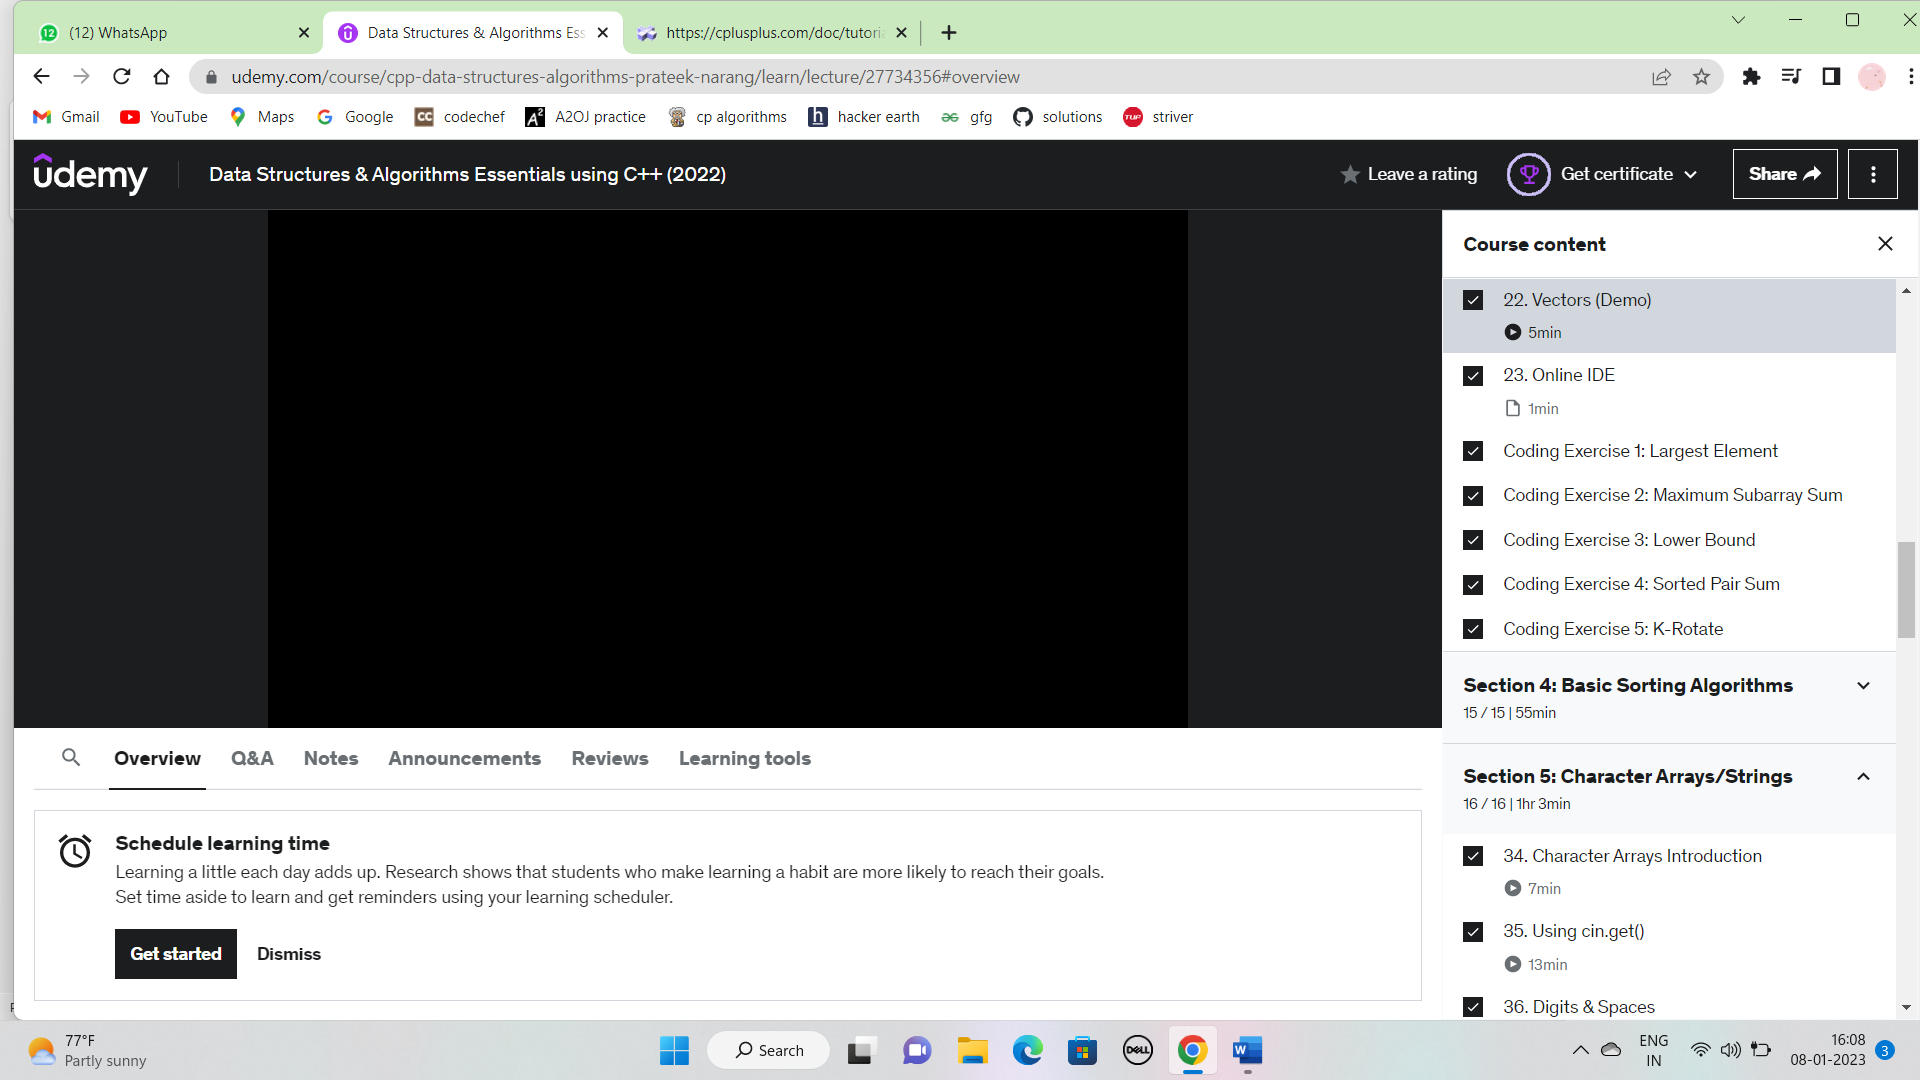 12 (12) WhatsApp
Data Structures & Algorithms Ess
https://cplusplus.com/doc/tutoria
udemy.com/course/cpp-data-structures-algorithms-prateek-narang/learn/lecture/27734356#overview
Gmail YouTube Maps Google codechef A2OJ practice cp algorithms hacker earth gfg solutions striver
udemy
Data Structures & Algorithms Essentials using C++ (2022)
Leave a rating
Get certificate
Share
Course content
22. Vectors (Demo)
5min
23. Online IDE
1min
Coding Exercise 1: Largest Element
Coding Exercise 2: Maximum Subarray Sum
Coding Exercise 3: Lower Bound
Coding Exercise 4: Sorted Pair Sum
Coding Exercise 5: K-Rotate
Section 4: Basic Sorting Algorithms
15 / 15 | 55min
Section 5: Character Arrays/Strings
16 / 16 | 1hr 3min
34. Character Arrays Introduction
7min
35. Using cin.get()
13min
36. Digits & Spaces
Overview Q&A Notes Announcements Reviews Learning tools
Schedule learning time
Learning a little each day adds up. Research shows that students who make learning a habit are more likely to reach their goals.
Set time aside to learn and get reminders using your learning scheduler.
Get started Dismiss
77°F
Partly sunny
Search
DELL
W
ENG
IN
16:08
08-01-2023
3